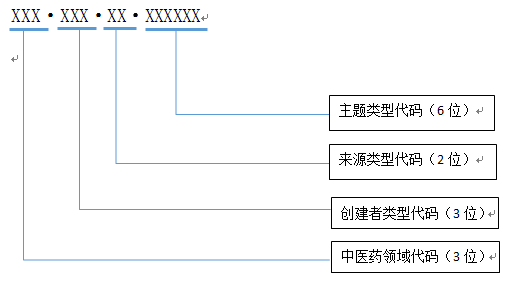 XXX·XXX·XX·XXXXXX
主题类型代码（6 位）
来源类型代码（2 位）
创建者类型代码（3 位）
中医药领域代码（3 位）